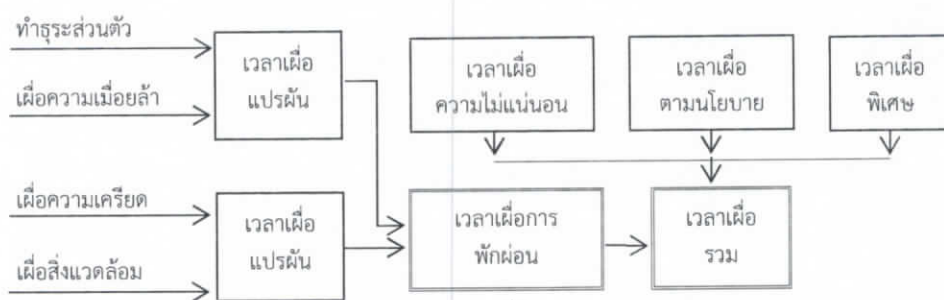 ทำธุระส่วนตัว
เผื่อความเมื่อยล้า
เวลาเผื่อ
แปรผัน
เวลาเผื่อ
ความไม่แน่นอน
เวลาเผื่อ
ตามนโยบาย
เวลาเผื่อ
พิเศษ
เผื่อความเครียด
เผื่อสิ่งแวดล้อม
เวลาเผื่อ
แปรผัน
เวลาเผื่อการ
พักผ่อน
เวลาเผื่อ
รวม